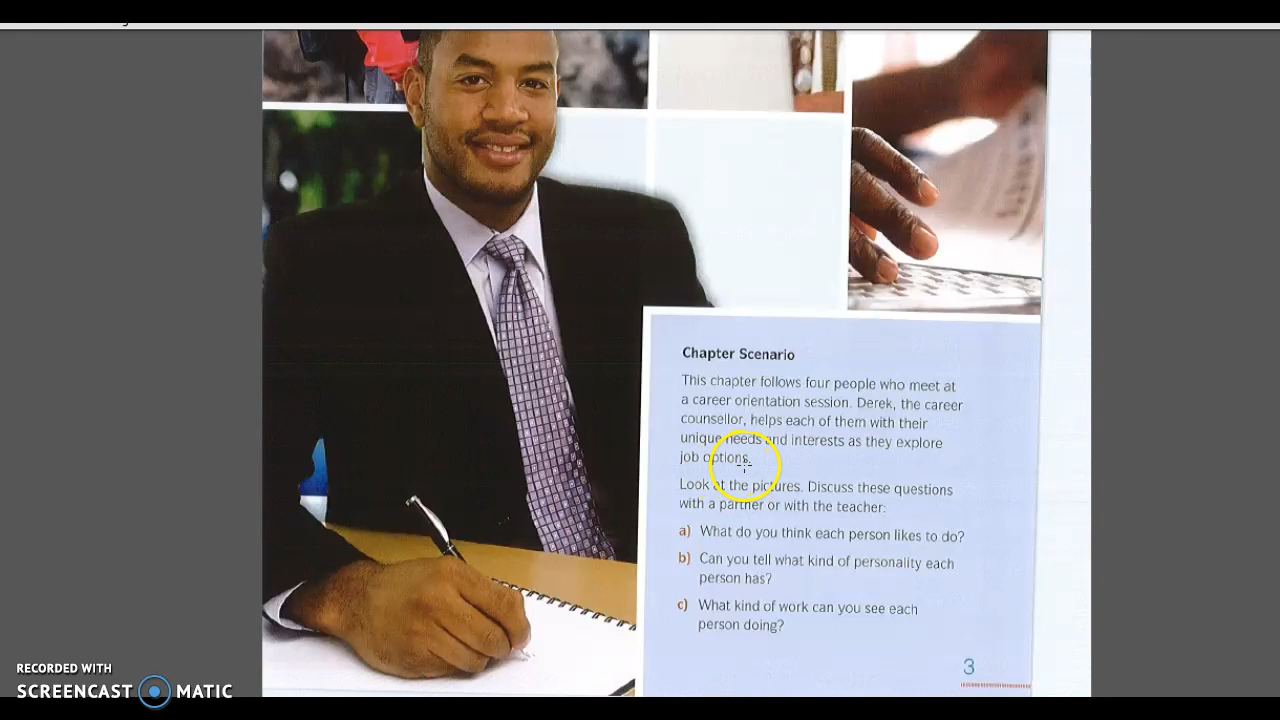 Chapter Scenario
This chapter follows four people who meet at
a career orientation session. Derek, the career
counsellor, helps each of them with their
unique needs and interests as they explore
job options.
Look at the pictures. Discuss these questions
with a partner or with the teacher:
a) What do you think each person likes to do?
b) Can you tell what kind of personality each
person has?
c) What kind of work can you see each
person doing?
3
RECORDED WITH
SCREENCAST MATIC